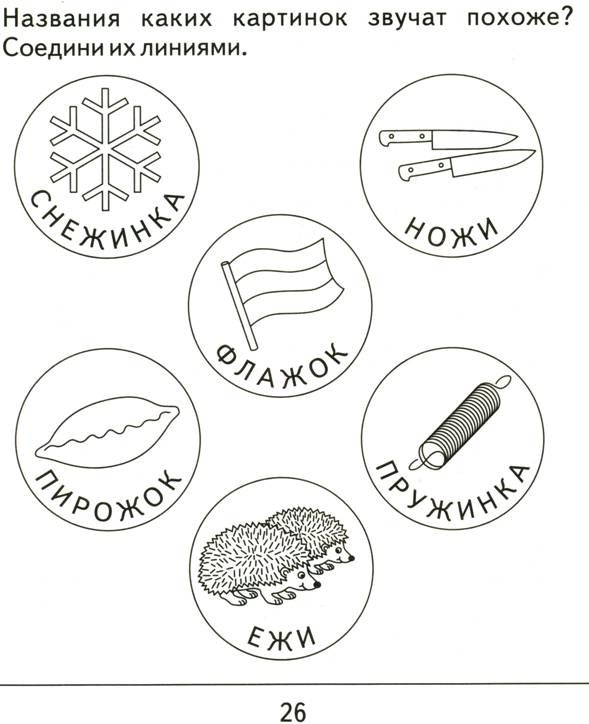 Названия каких картинок звучат похоже?
Соедини их линиями.
СНЕЖИНКА
НОЖИ
ФЛАЖОК
ПИРОЖОК
ПРУЖИНКА
ЕЖИ
26